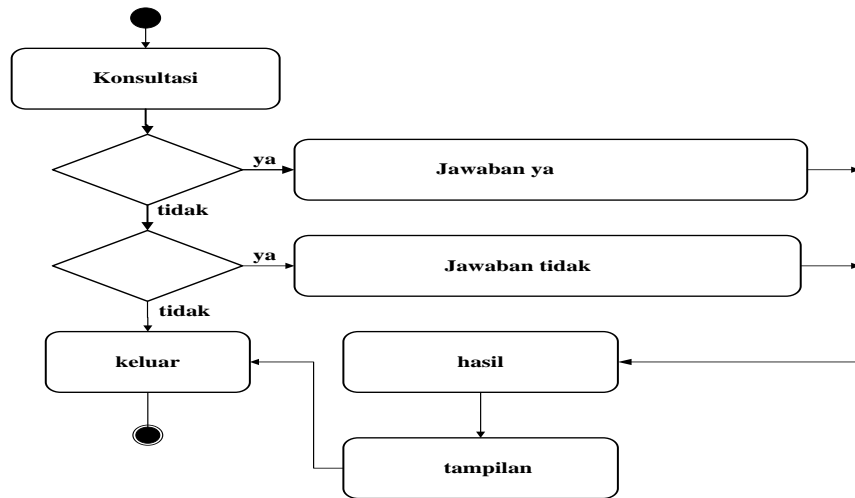 Konsultasi
ya
Jawaban ya
tidak
ya
Jawaban tidak
tidak
keluar
hasil
tampilan